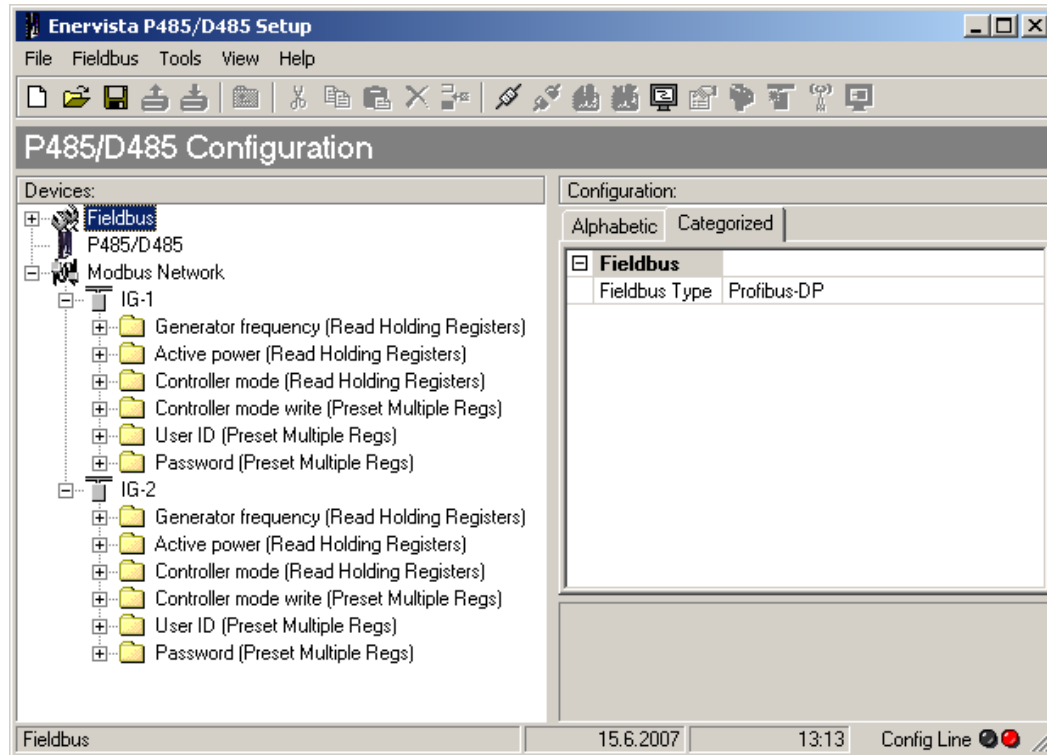 Enervista P485/D485 Setup
File Fieldbus Tools View Help
P485/D485 Configuration
Devices:
Fieldbus
P485/D485
Modbus Network
IG-1
Generator frequency (Read Holding Registers)
Active power (Read Holding Registers)
Controller mode (Read Holding Registers)
Controller mode write (Preset Multiple Regs)
User ID (Preset Multiple Regs)
Password (Preset Multiple Regs)
IG-2
Generator frequency (Read Holding Registers)
Active power (Read Holding Registers)
Controller mode (Read Holding Registers)
Controller mode write (Preset Multiple Regs)
User ID (Preset Multiple Regs)
Password (Preset Multiple Regs)
Configuration:
Alphabetic Categorized
Fieldbus
Fieldbus Type Profibus-DP
Fieldbus 15.6.2007 13:13 Config Line